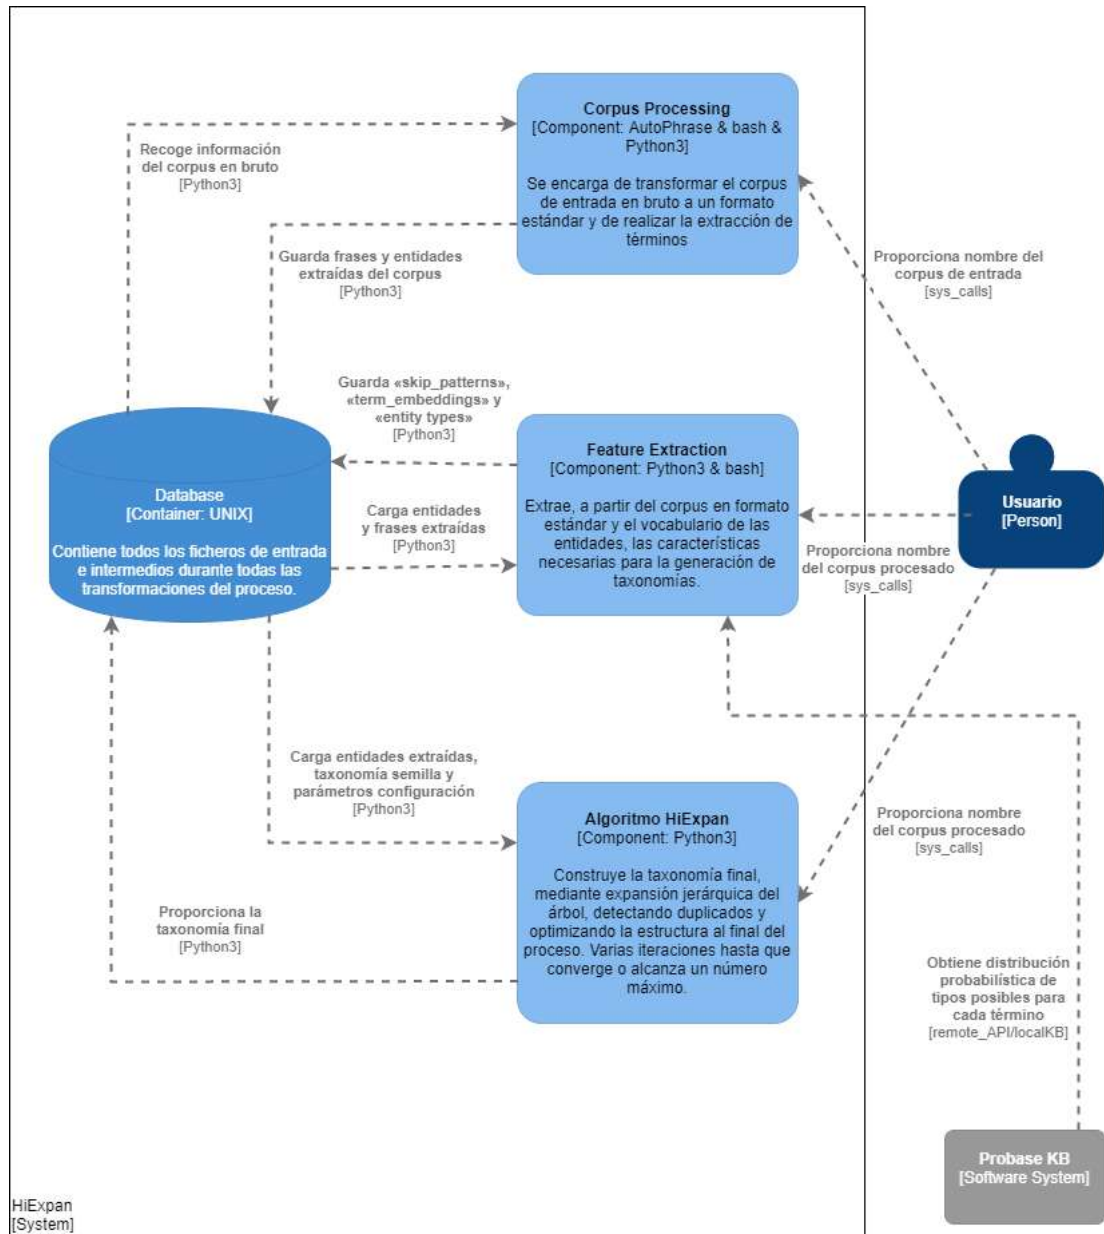 Corpus Processing
[Component: AutoPhrase & bash &
Python3]
Se encarga de transformar el corpus
de entrada en bruto a un formato
estándar y de realizar la extracción de
términos
Recoge información
del corpus en bruto
[Python3]
Guarda frases y entidades
extraídas del corpus
[Python3]
Proporciona nombre del
corpus de entrada
[sys_calls]
Guarda «skip_patterns»,
«term_embeddings» y
«entity types»
[Python3]
Feature Extraction
[Component: Python3 & bash]
Extrae, a partir del corpus en formato
estándar y el vocabulario de las
entidades, las características
necesarias para la generación de
taxonomías.
Database
[Container: UNIX]
Contiene todos los ficheros de entrada
e intermedios durante todas las
transformaciones del proceso.
Carga entidades
y frases extraídas
[Python3]
Usuario
[Person]
Proporciona nombre
del corpus procesado
[sys_calls]
Carga entidades extraídas,
taxonomía semilla y
parámetros configuración
[Python3]
Algoritmo HiExpan
[Component: Python3]
Construye la taxonomía final,
mediante expansión jerárquica del
árbol, detectando duplicados y
optimizando la estructura al final del
proceso. Varias iteraciones hasta que
converge o alcanza un número
máximo.
Proporciona nombre
del corpus procesado
[sys_calls]
Proporciona la
taxonomía final
[Python3]
Obtiene distribución
probabilística de
tipos posibles para
cada término
[remote_API/localKB]
Probase KB
[Software System]
HiExpan
[System]